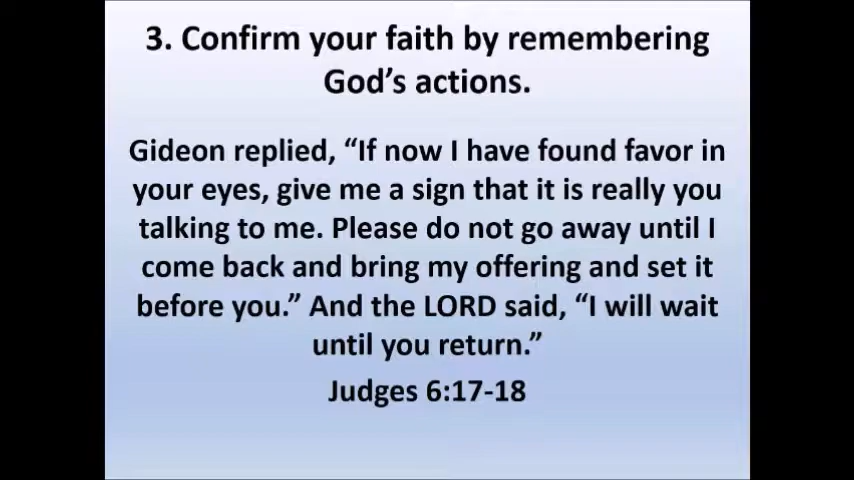 3. Confirm your faith by remembering
God’s actions.
Gideon replied, “If now I have found favor in
your eyes, give me a sign that it is really you
talking to me. Please do not go away until I
come back and bring my offering and set it
before you.” And the LORD said, “I will wait
until you return.”
Judges 6:17-18